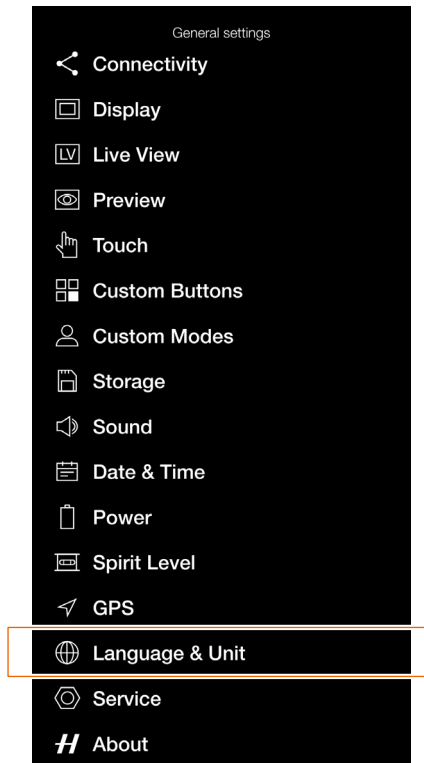 General settings
Connectivity
Display
LV Live View
Preview
Touch
Custom Buttons
Custom Modes
Storage
Sound
Date & Time
Power
Spirit Level
GPS
Language & Unit
Service
H About